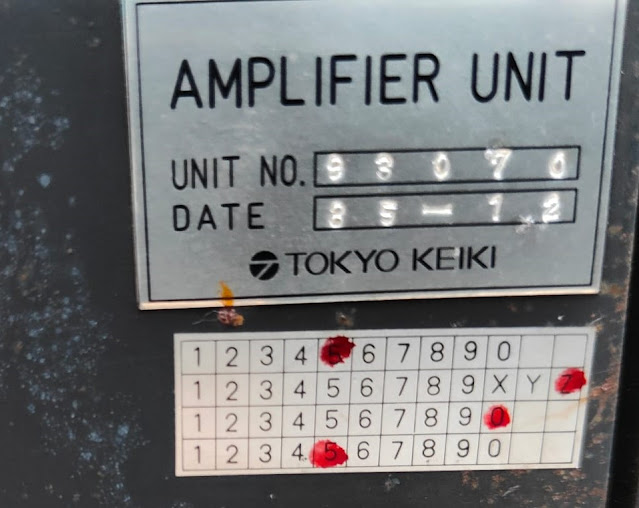 AMPLIFIER UNIT
UNIT NO. 93070
DATE 85-12
TOKYO KEIKI
1 2 3 4 5 6 7 8 9 0
1 2 3 4 5 6 7 8 9 X Y Z
1 2 3 4 5 6 7 8 9 0
1 2 3 4 5 6 7 8 9 0